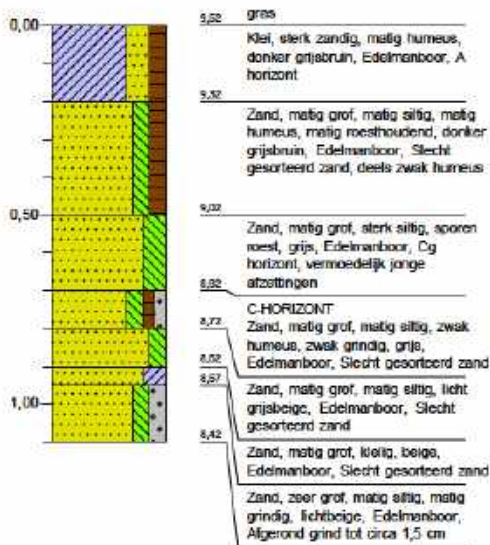 0,00
9,52
gras
Klei, sterk zandig, matig humeus,
donker grijsbruin, Edelmanboor, A
horizont
9,32
Zand, matig grof, matig siltig, matig
humeus, matig roesthoudend, donker
grijsbruin, Edelmanboor, Slecht
gesorteerd zand, deels zwak humeus
0,50
9,02
Zand, matig grof, sterk siltig, sporen
roest, grijs, Edelmanboor, Cg
horizont, vermoedelijk jonge
afzettingen
8,82
C-HORIZONT
8,72
Zand, matig grof, matig siltig, zwak
humeus, zwak grindig, grijs,
Edelmanboor, Slecht gesorteerd zand
8,62
8,57
Zand, matig grof, matig siltig, licht
grijsbeige, Edelmanboor, Slecht
gesorteerd zand
1,00
8,42
Zand, matig grof, kleiig, beige,
Edelmanboor, Slecht gesorteerd zand
Zand, zeer grof, matig siltig, matig
grindig, lichtbeige, Edelmanboor,
Afgerond grind tot circa 1,5 cm